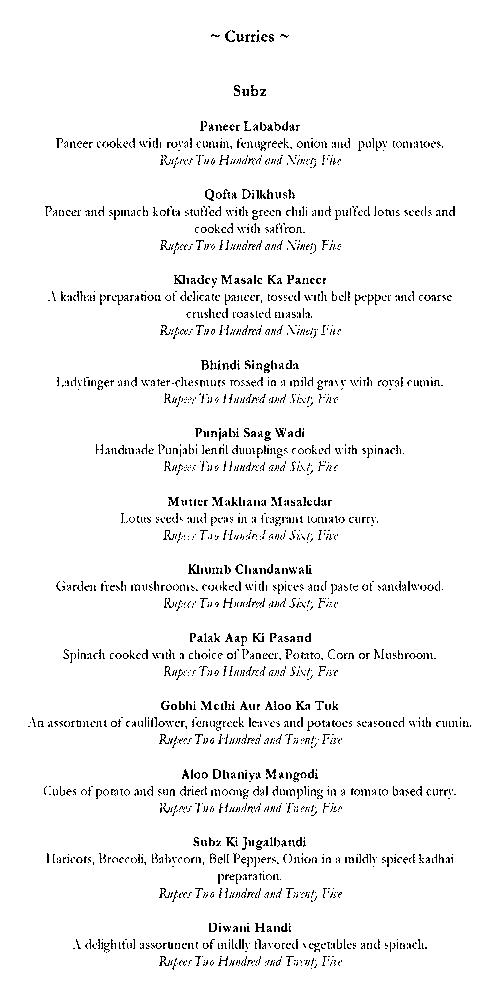 ~ Curries ~
Subz
Paneer Lababdar
Paneer cooked with royal cumin, fenugreek, onion and pulpy tomatoes.
Rupees Two Hundred and Ninety Five
Qofta Dilkhush
Paneer and spinach kofta stuffed with green chili and puffed lotus seeds and
cooked with saffron.
Rupees Two Hundred and Ninety Five
Khadey Masale Ka Paneer
A kadhai preparation of delicate paneer, tossed with bell pepper and coarse
crushed roasted masala.
Rupees Two Hundred and Ninety Five
Bhindi Singhada
Ladyfinger and water-chesnuts tossed in a mild gravy with royal cumin.
Rupees Two Hundred and Sixty Five
Punjabi Saag Wadi
Handmade Punjabi lentil dumplings cooked with spinach.
Rupees Two Hundred and Sixty Five
Mutter Makhana Masaledar
Lotus seeds and peas in a fragrant tomato curry.
Rupees Two Hundred and Sixty Five
Khumb Chandanwali
Garden fresh mushrooms, cooked with spices and paste of sandalwood.
Rupees Two Hundred and Sixty Five
Palak Aap Ki Pasand
Spinach cooked with a choice of Paneer, Potato, Corn or Mushroom.
Rupees Two Hundred and Sixty Five
Gobhi Methi Aur Aloo Ka Tuk
An assortment of cauliflower, fenugreek leaves and potatoes seasoned with cumin.
Rupees Two Hundred and Twenty Five
Aloo Dhaniya Mangodi
Cubes of potato and sun dried moong dal dumpling in a tomato based curry.
Rupees Two Hundred and Twenty Five
Subz Ki Jugalbandi
Haricots, Broccoli, Babycorn, Bell Peppers, Onion in a mildly spiced kadhai
preparation.
Rupees Two Hundred and Twenty Five
Diwani Handi
A delightful assortment of mildly flavored vegetables and spinach.
Rupees Two Hundred and Twenty Five